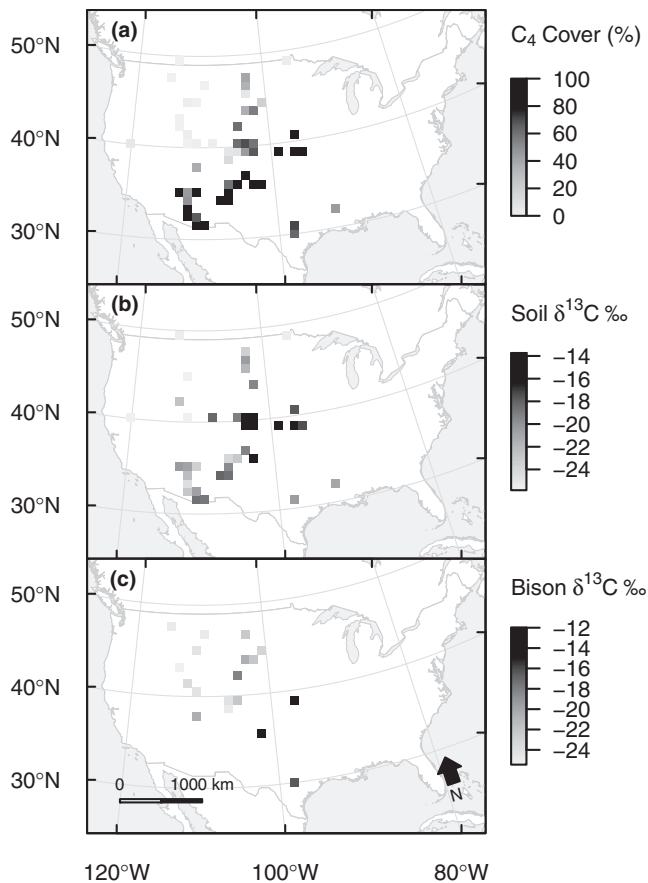 (a)
50°N
40°N
30°N
C₄ Cover (%)
100
80
60
40
20
0
(b)
50°N
40°N
30°N
Soil δ¹³C ‰
−14
−16
−18
−20
−22
−24
(c)
50°N
40°N
30°N
Bison δ¹³C ‰
−12
−14
−16
−18
−20
−22
−24
0 1000 km
N
120°W 100°W 80°W